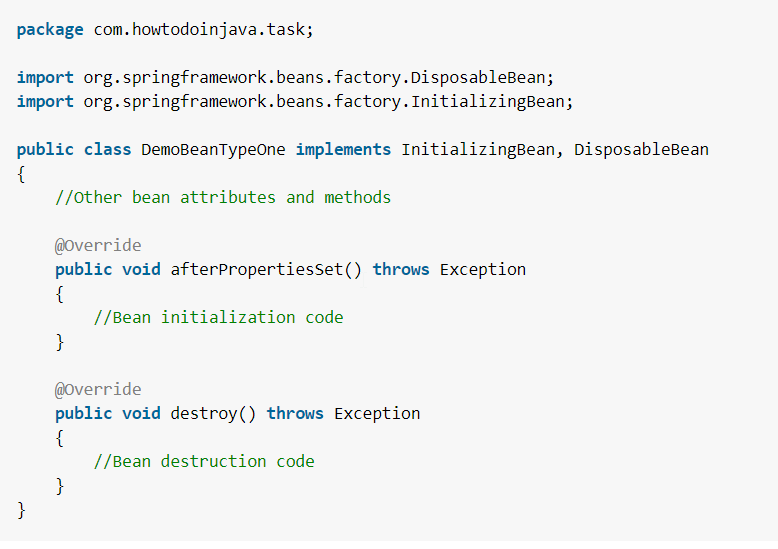 package com.howtodoinjava.task;
import org.springframework.beans.factory.DisposableBean;
import org.springframework.beans.factory.InitializingBean;
public class DemoBeanTypeOne implements InitializingBean, DisposableBean
{
//Other bean attributes and methods
@Override
public void afterPropertiesSet() throws Exception
{
//Bean initialization code
}
@Override
public void destroy() throws Exception
{
//Bean destruction code
}
}